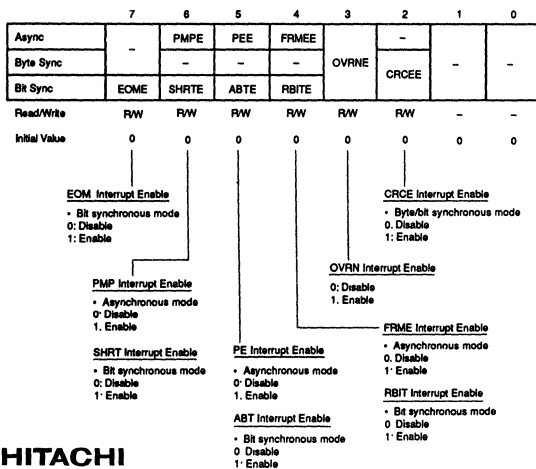 7 6 5 4 3 2 1 0
Async – PMPE PEE FRMEE OVRNE – – –
Byte Sync – – – CRCEE
Bit Sync EOME SHRTE ABTE RBITE
Read/Write R/W R/W R/W R/W R/W R/W – –
Initial Value 0 0 0 0 0 0 0 0
EOM Interrupt Enable
• Bit synchronous mode
0: Disable
1: Enable
CRCE Interrupt Enable
• Byte/bit synchronous mode
0. Disable
1: Enable
OVRN Interrupt Enable
0: Disable
1. Enable
PMP Interrupt Enable
• Asynchronous mode
0· Disable
1. Enable
FRME Interrupt Enable
• Asynchronous mode
0. Disable
1· Enable
SHRT Interrupt Enable
• Bit synchronous mode
0: Disable
1· Enable
PE Interrupt Enable
• Asynchronous mode
0· Disable
1. Enable
RBIT Interrupt Enable
• Bit synchronous mode
0 Disable
1· Enable
ABT Interrupt Enable
• Bit synchronous mode
0 Disable
1· Enable
HITACHI